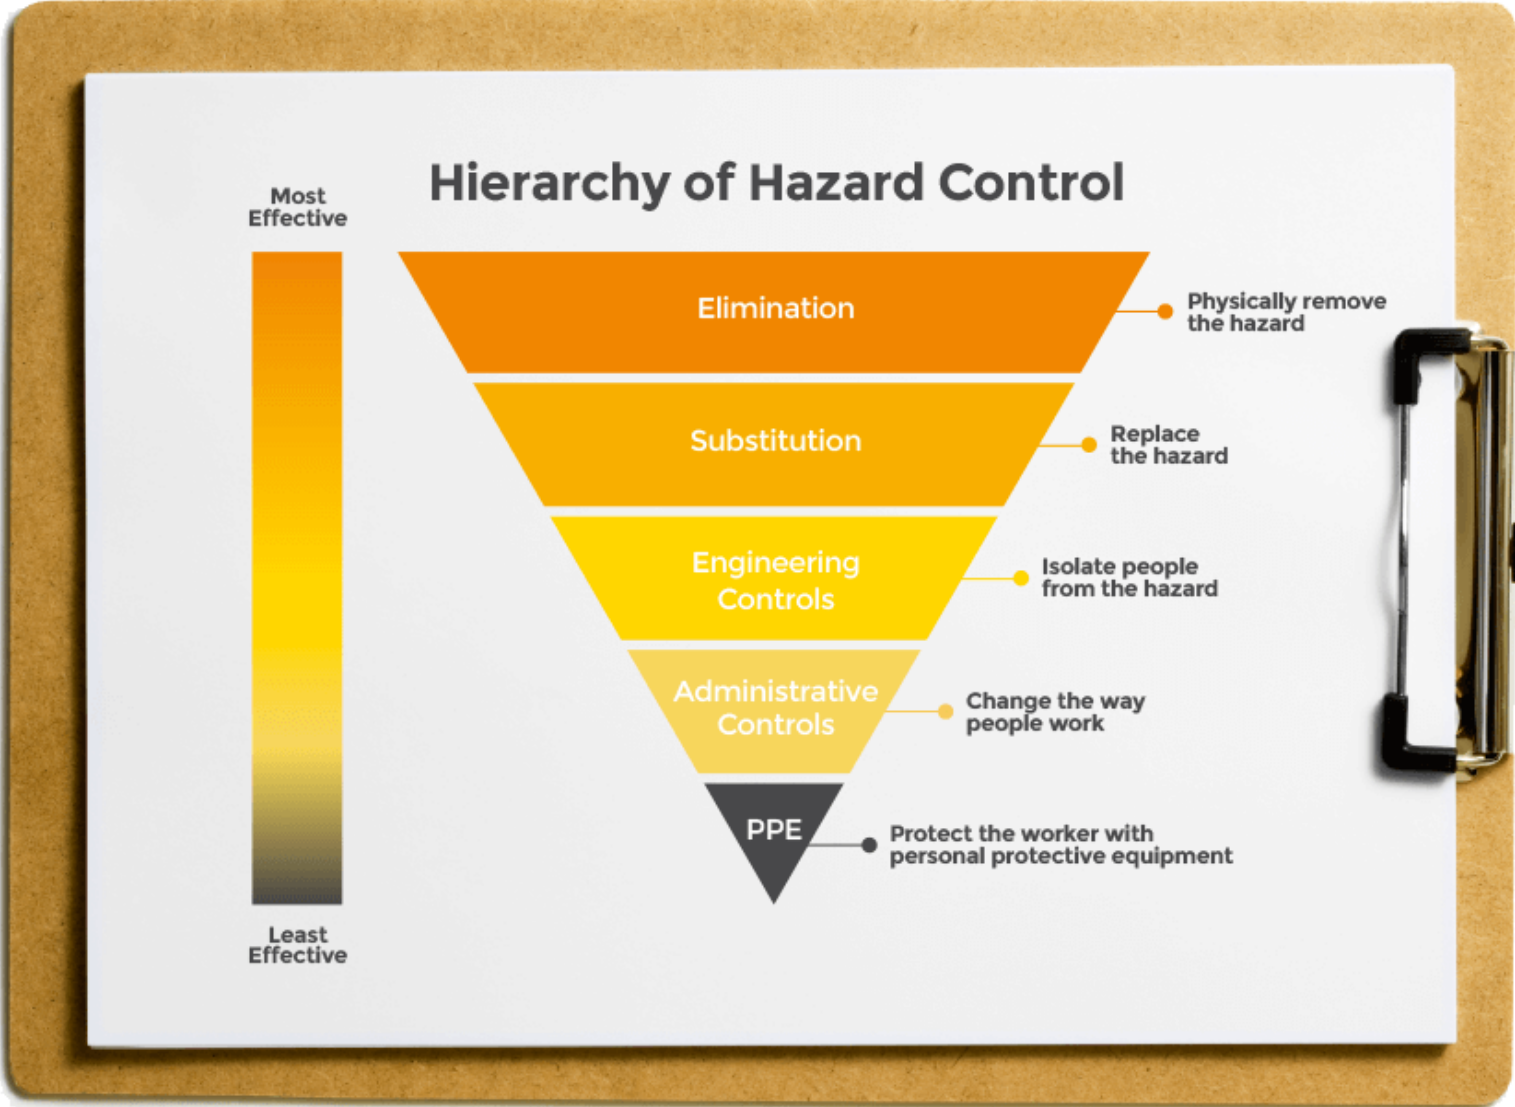 Hierarchy of Hazard Control
Most
Effective
Elimination
Physically remove
the hazard
Substitution
Replace
the hazard
Engineering
Controls
Isolate people
from the hazard
Administrative
Controls
Change the way
people work
PPE
Protect the worker with
personal protective equipment
Least
Effective